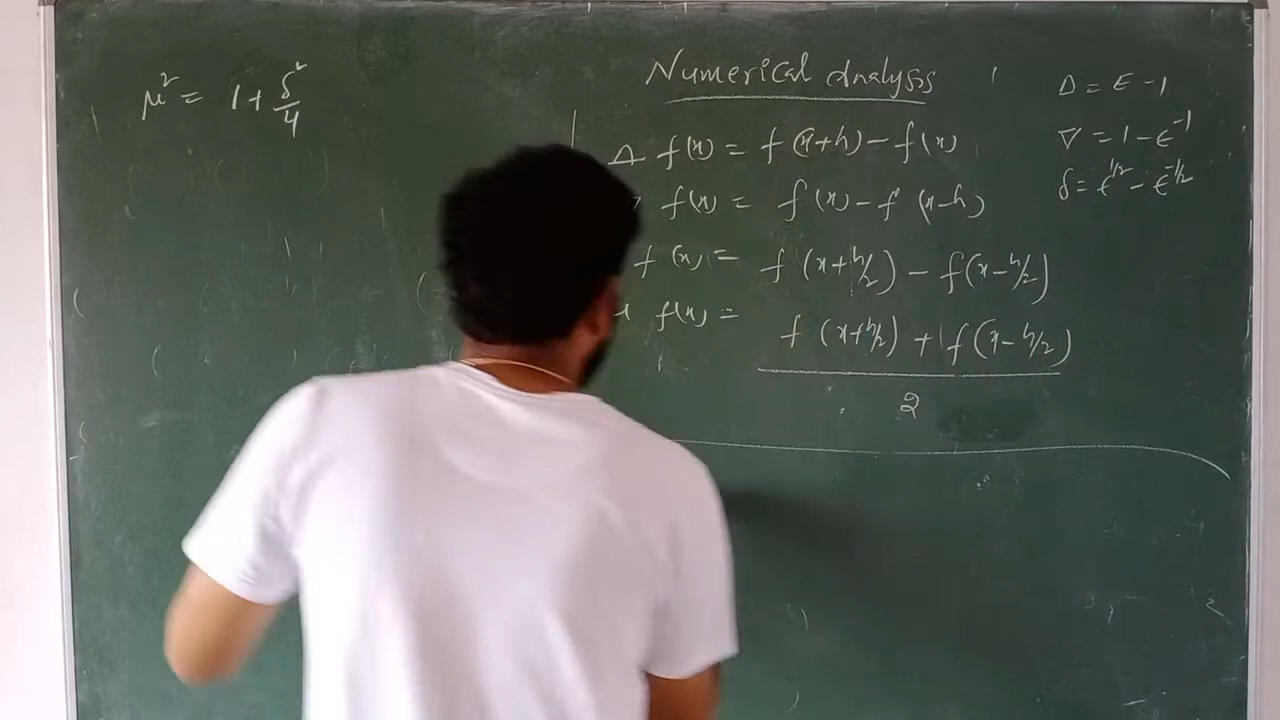 μ² = 1 + δ²/4
Numerical Analysis
Δ f(x) = f(x+h) - f(x)
f(x) = f(x) - f(x-h)
f(x) = f(x+h/2) - f(x-h/2)
f(x) = f(x+h/2) + f(x-h/2)
2
Δ = E - 1
∇ = 1 - E⁻¹
δ = E^1/2 - E^-1/2